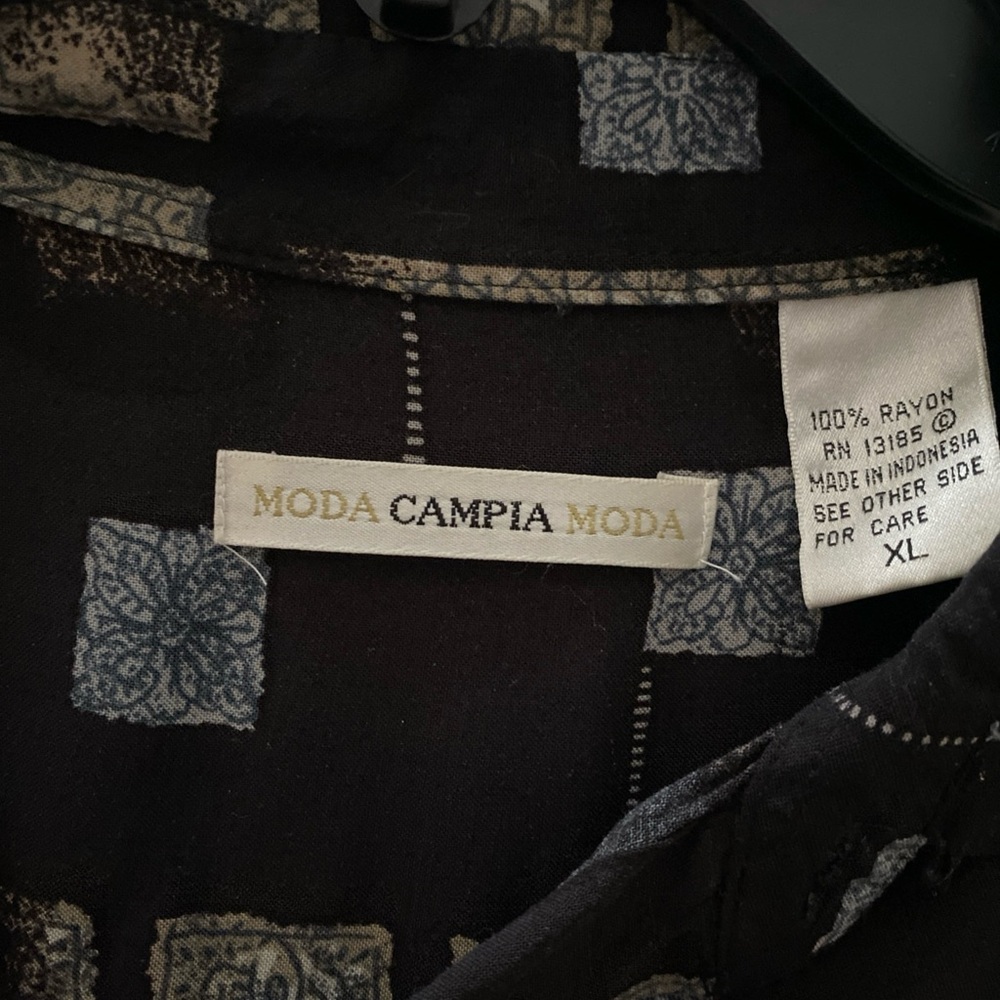 MODA CAMPIA MODA
100% RAYON
RN 13185 ©
MADE IN INDONESIA
SEE OTHER SIDE
FOR CARE
XL